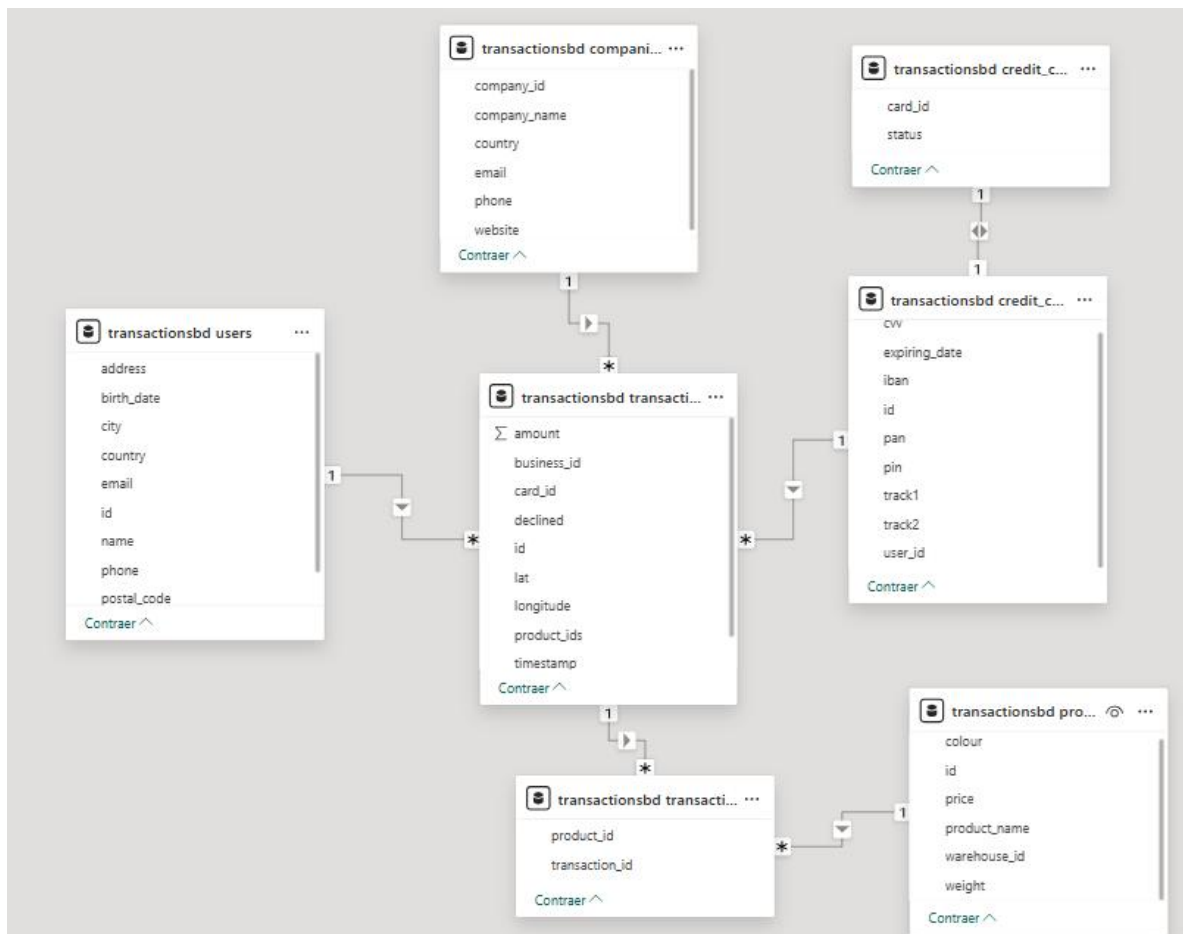 transactionsbd compani... ...
company_id
company_name
country
email
phone
website
Contraer
transactionsbd credit_c... ...
card_id
status
Contraer
1
1
1
*
transactionsbd users ...
address
birth_date
city
country
email
id
name
phone
postal_code
Contraer
1
*
transactionsbd transacti... ...
Σ amount
business_id
card_id
declined
id
lat
longitude
product_ids
timestamp
Contraer
transactionsbd credit_c... ...
cvv
expiring_date
iban
id
pan
pin
track1
track2
user_id
Contraer
1
*
1
*
transactionsbd transacti... ...
product_id
transaction_id
Contraer
transactionsbd pro... ...
colour
id
price
product_name
warehouse_id
weight
Contraer
1
*